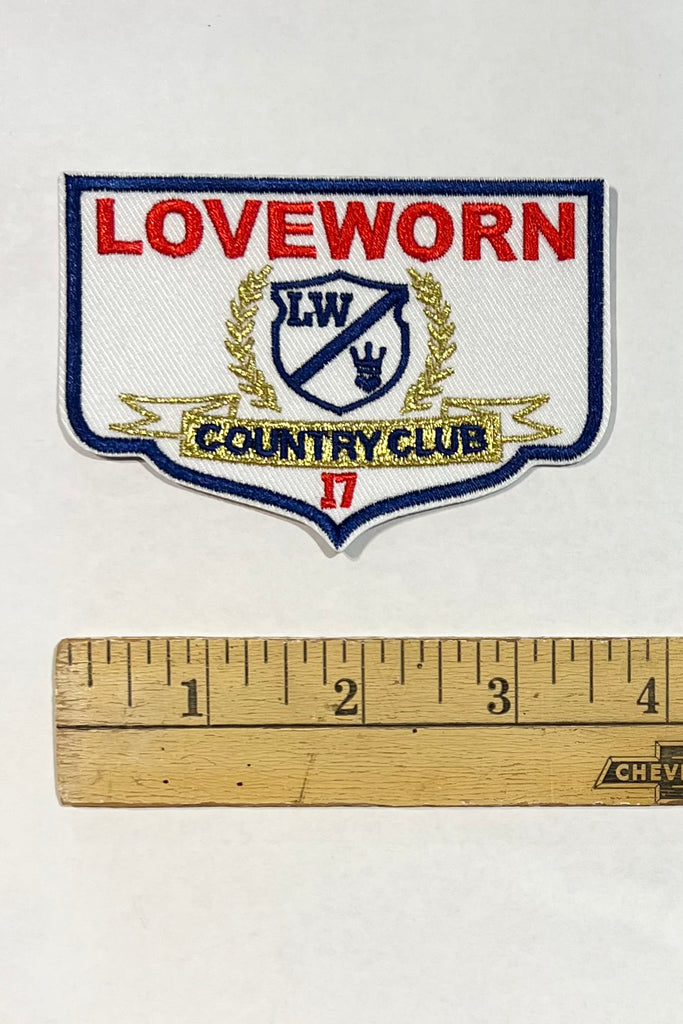 LOVEWORN
LW
COUNTRY CLUB
17
1 2 3 4
CHEV